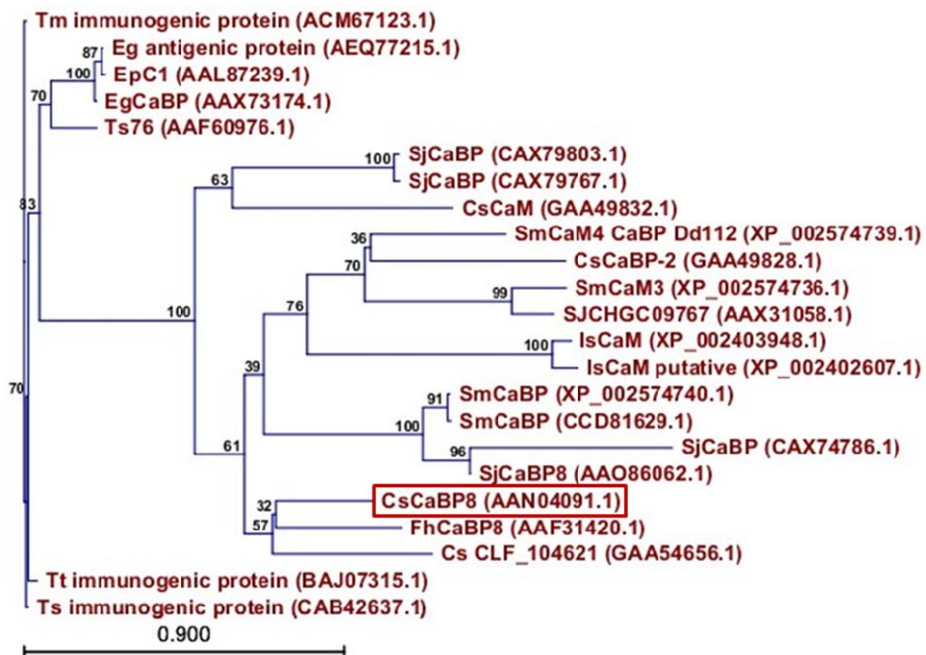 Tm immunogenic protein (ACM67123.1)
87
Eg antigenic protein (AEQ77215.1)
100
EpC1 (AAL87239.1)
70
EgCaBP (AAX73174.1)
Ts76 (AAF60976.1)
100
SjCaBP (CAX79803.1)
63
SjCaBP (CAX79767.1)
83
CsCaM (GAA49832.1)
36
SmCaM4 CaBP Dd112 (XP_002574739.1)
70
CsCaBP-2 (GAA49828.1)
99
SmCaM3 (XP_002574736.1)
100
76
SJCHGC09767 (AAX31058.1)
100
IsCaM (XP_002403948.1)
39
IsCaM putative (XP_002402607.1)
70
91
SmCaBP (XP_002574740.1)
100
SmCaBP (CCD81629.1)
61
96
SjCaBP (CAX74786.1)
SjCaBP8 (AAO86062.1)
32
CsCaBP8 (AAN04091.1)
57
FhCaBP8 (AAF31420.1)
Cs CLF_104621 (GAA54656.1)
Tt immunogenic protein (BAJ07315.1)
Ts immunogenic protein (CAB42637.1)
0.900